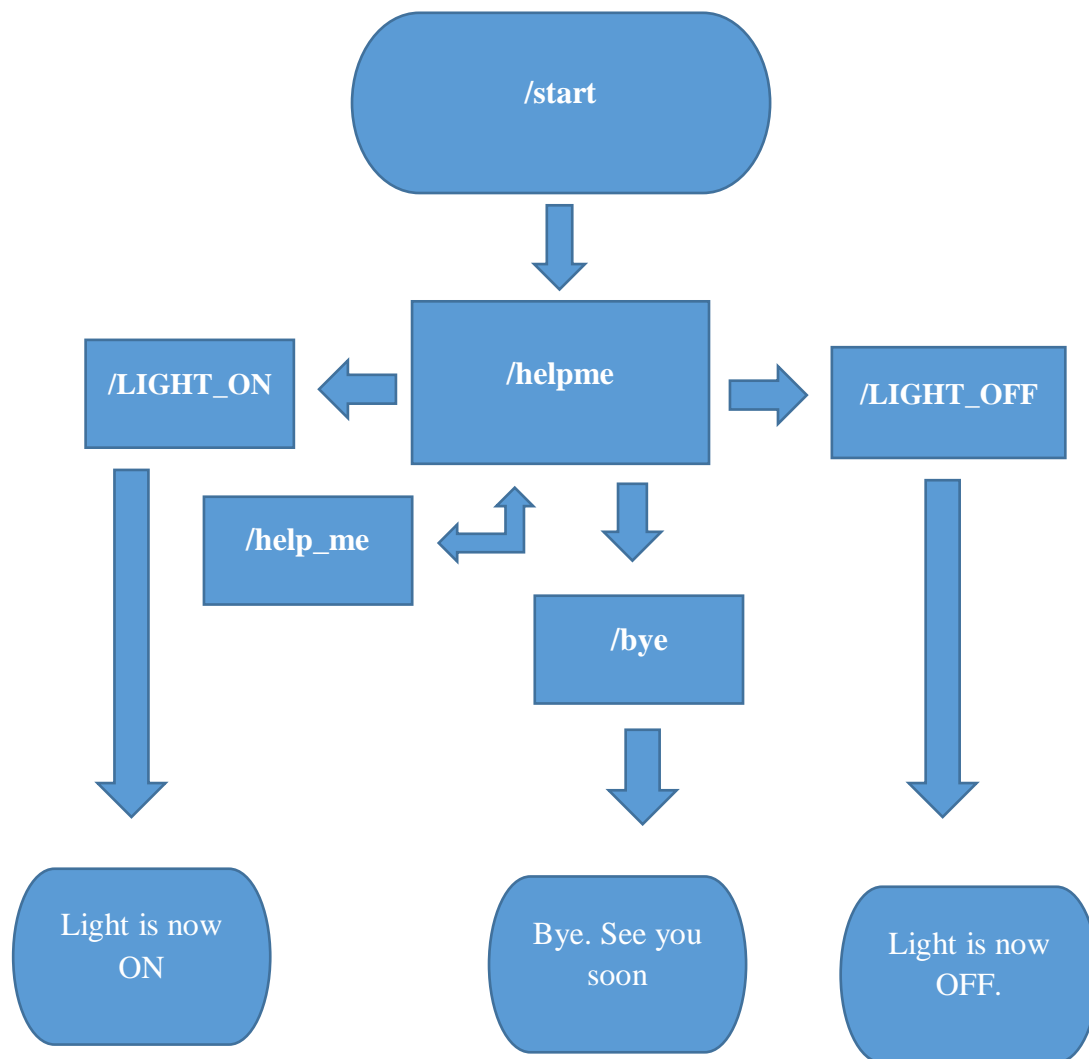 /start
/helpme
/LIGHT_ON
/LIGHT_OFF
/help_me
/bye
Light is now
ON
Bye. See you
soon
Light is now
OFF.